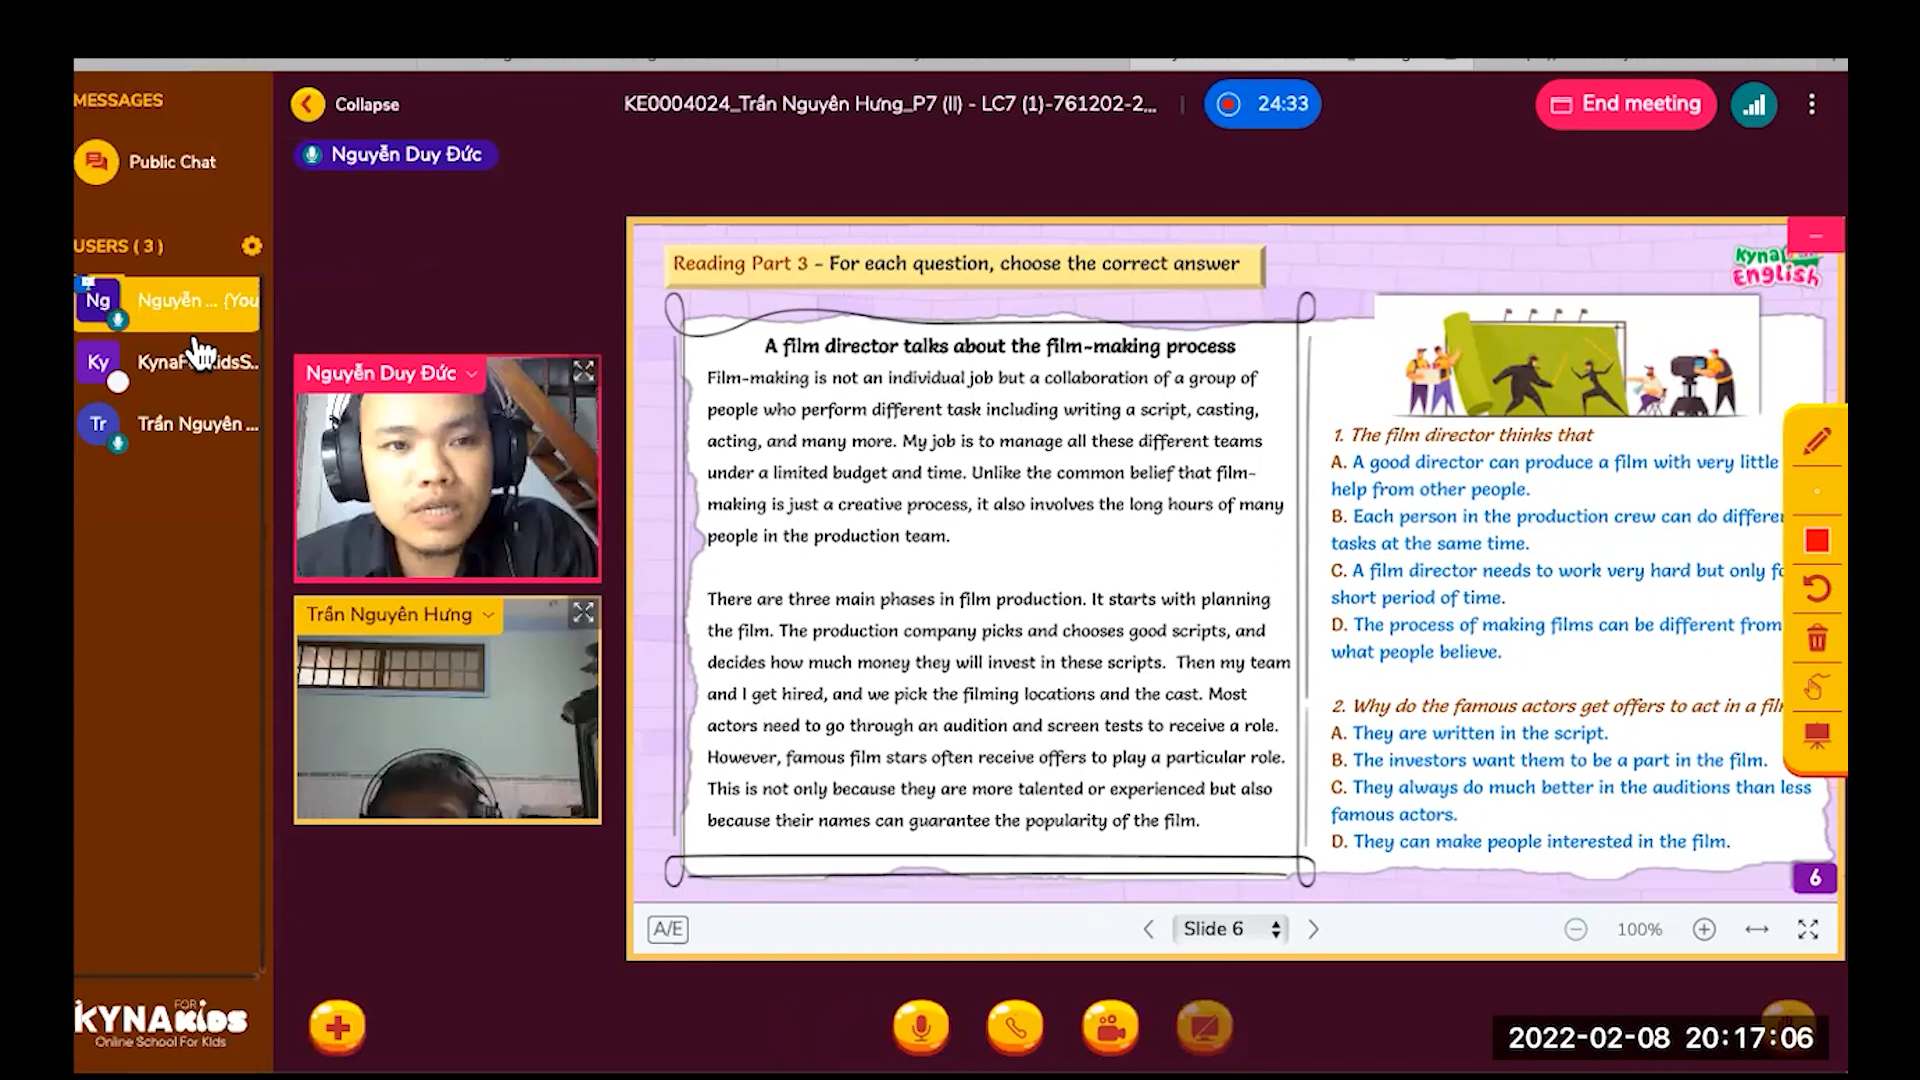 MESSAGES
Public Chat
USERS ( 3 )
Ng
Nguyễn ... (You
Ky
Tr
Trần Nguyên ...
KYNA FOR KIDS
Online School For Kids
Collapse
KE0004024_Trần Nguyên Hưng_P7 (II) - LC7 (1)-761202-2...
24:33
End meeting
Nguyễn Duy Đức
Nguyễn Duy Đức
Trần Nguyên Hưng
Reading Part 3 - For each question, choose the correct answer
English
A film director talks about the film-making process
Film-making is not an individual job but a collaboration of a group of
people who perform different task including writing a script, casting,
acting, and many more. My job is to manage all these different teams
under a limited budget and time. Unlike the common belief that film-
making is just a creative process, it also involves the long hours of many
people in the production team.
There are three main phases in film production. It starts with planning
the film. The production company picks and chooses good scripts, and
decides how much money they will invest in these scripts. Then my team
and I get hired, and we pick the filming locations and the cast. Most
actors need to go through an audition and screen tests to receive a role.
However, famous film stars often receive offers to play a particular role.
This is not only because they are more talented or experienced but also
because their names can guarantee the popularity of the film.
1. The film director thinks that
A. A good director can produce a film with very little
help from other people.
B. Each person in the production crew can do differe
tasks at the same time.
C. A film director needs to work very hard but only fo
short period of time.
D. The process of making films can be different from
what people believe.
2. Why do the famous actors get offers to act in a fil
A. They are written in the script.
B. The investors want them to be a part in the film.
C. They always do much better in the auditions than less
famous actors.
D. They can make people interested in the film.
6
A/E
Slide 6
100%
2022-02-08 20:17:06